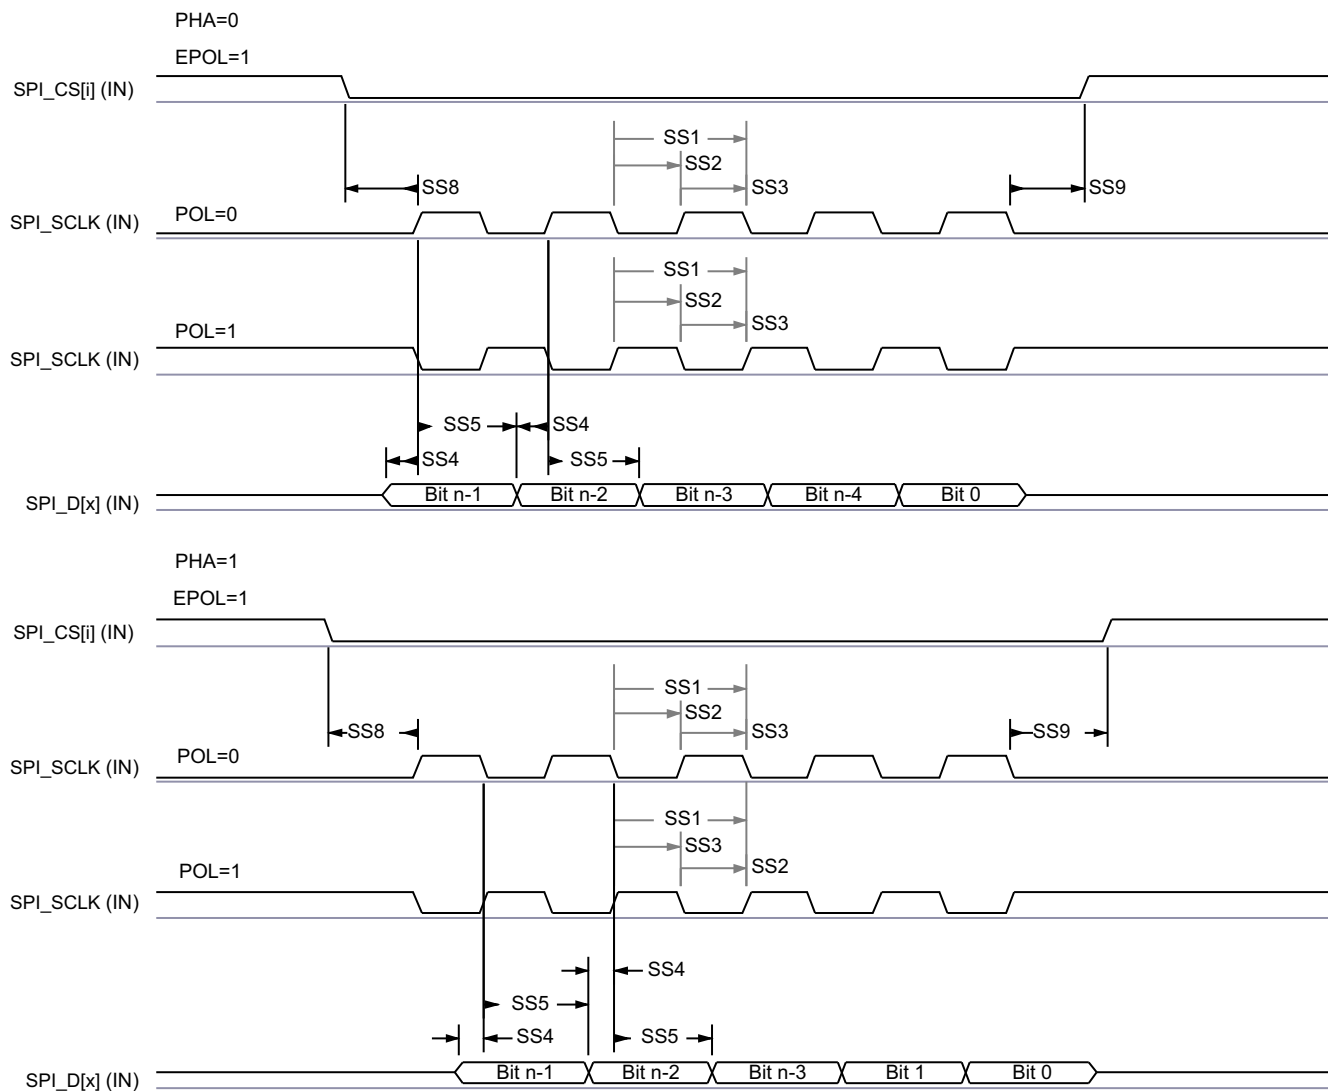 PHA=0
EPOL=1
SPI_CS[i] (IN)
SS1
SS2
SS8
SS3
SS9
POL=0
SPI_SCLK (IN)
SS1
SS2
SS3
POL=1
SPI_SCLK (IN)
SS5
SS4
SS4
SS5
Bit n-1 Bit n-2 Bit n-3 Bit n-4 Bit 0
SPI_D[x] (IN)
PHA=1
EPOL=1
SPI_CS[i] (IN)
SS1
SS2
SS8
SS3
SS9
POL=0
SPI_SCLK (IN)
SS1
SS3
SS2
POL=1
SPI_SCLK (IN)
SS4
SS5
SS4
SS5
Bit n-1 Bit n-2 Bit n-3 Bit 1 Bit 0
SPI_D[x] (IN)